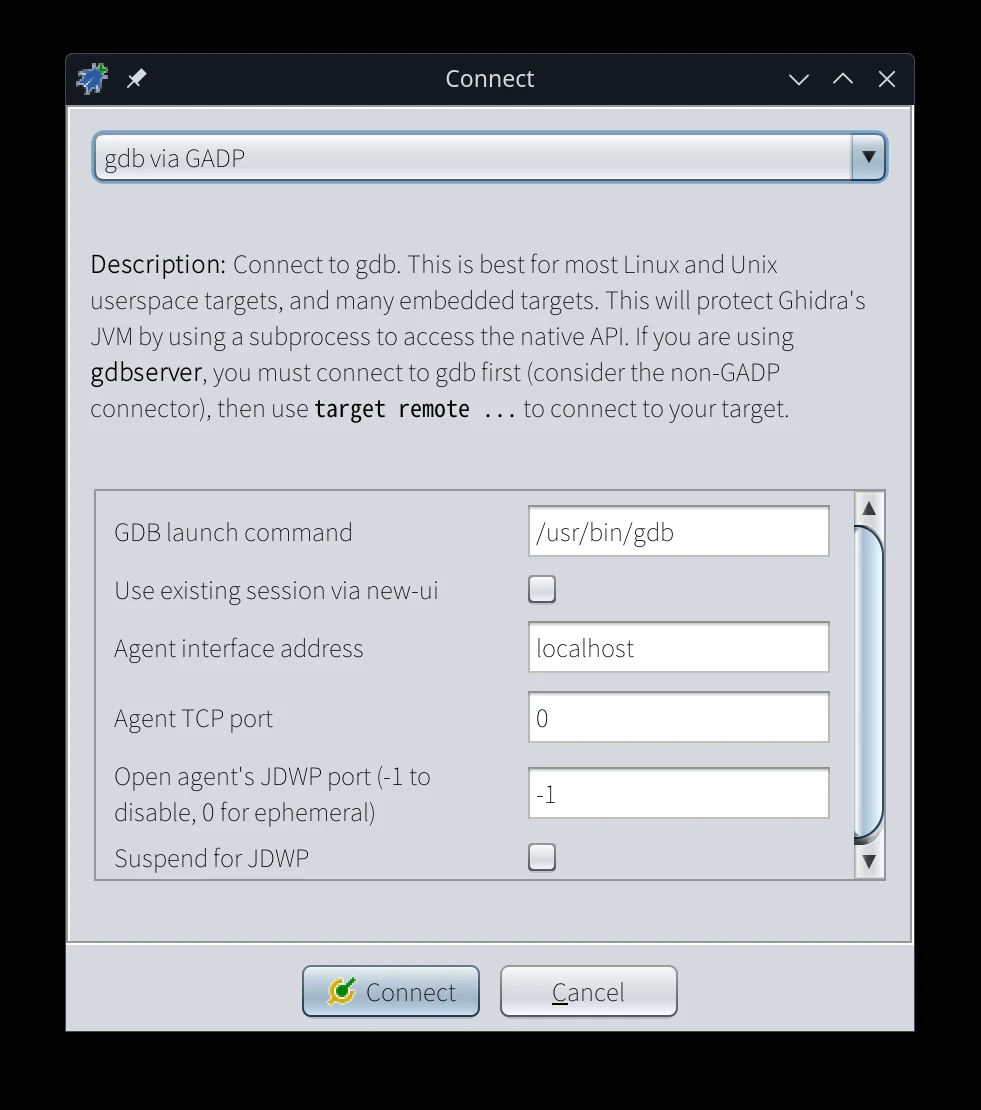 Connect
gdb via GADP
Description: Connect to gdb. This is best for most Linux and Unix
userspace targets, and many embedded targets. This will protect Ghidra's
JVM by using a subprocess to access the native API. If you are using
gdbserver, you must connect to gdb first (consider the non-GADP
connector), then use target remote ... to connect to your target.
GDB launch command
/usr/bin/gdb
Use existing session via new-ui
Agent interface address
localhost
Agent TCP port
0
Open agent's JDWP port (-1 to
disable, 0 for ephemeral)
-1
Suspend for JDWP
Connect
Cancel